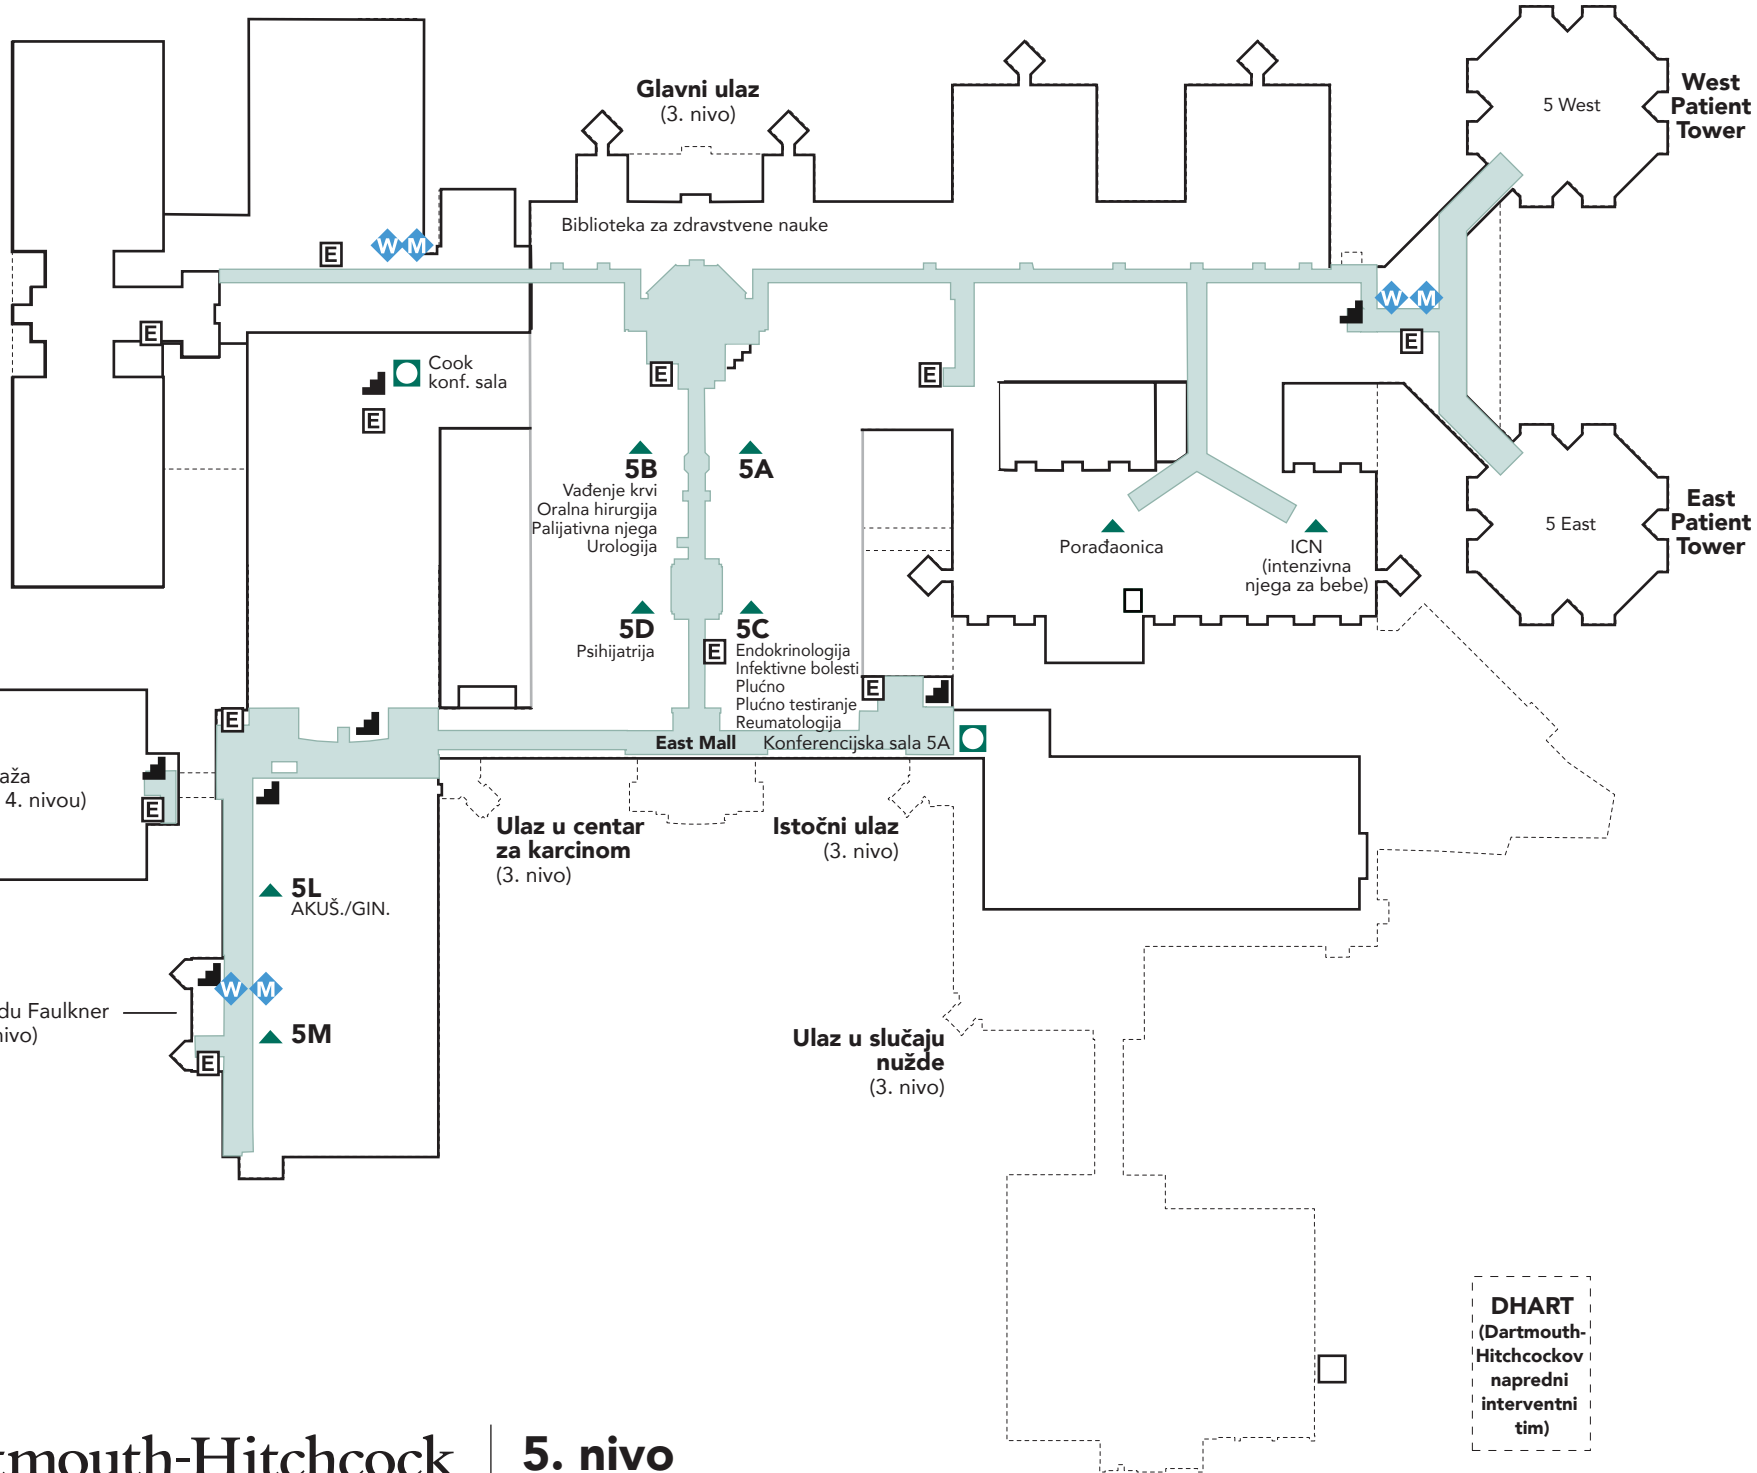 Glavni ulaz
(3. nivo)
5 West
West
Patient
Tower
Biblioteka za zdravstvene nauke
E
W M
W M
E
E
E
E
Cook
konf. sala
E
5B
Vađenje krvi
Oralna hirurgija
Palijativna njega
Urologija
5A
5 East
East
Patient
Tower
Porađaonica
ICN
(intenzivna
njega za bebe)
5D
Psihijatrija
E
5C
Endokrinologija
Infektivne bolesti
Plućno
Plućno testiranje
Reumatologija
E
E
East Mall
Konferencijska sala 5A
aža
4. nivou)
E
Ulaz u centar
za karcinom
(3. nivo)
Istočni ulaz
(3. nivo)
5L
AKUŠ./GIN.
W M
du Faulkner
nivo)
5M
E
Ulaz u slučaju
nužde
(3. nivo)
DHART
(Dartmouth-
Hitchcockov
napredni
interventni
tim)
tmouth-Hitchcock
5. nivo